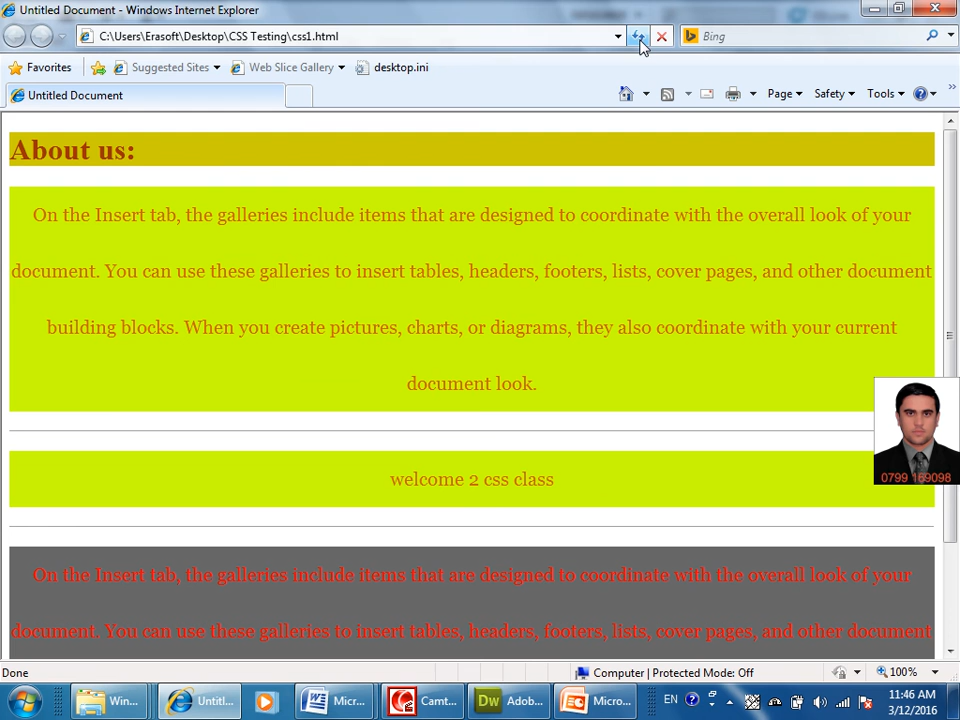 Untitled Document - Windows Internet Explorer
C:\Users\Erasoft\Desktop\CSS Testing\css1.html
Bing
Favorites
Suggested Sites
Web Slice Gallery
desktop.ini
Untitled Document
Page
Safety
Tools
About us:
On the Insert tab, the galleries include items that are designed to coordinate with the overall look of your
document. You can use these galleries to insert tables, headers, footers, lists, cover pages, and other document
building blocks. When you create pictures, charts, or diagrams, they also coordinate with your current
document look.
0799 169098
welcome 2 css class
On the Insert tab, the galleries include items that are designed to coordinate with the overall look of your
document. You can use these galleries to insert tables, headers, footers, lists, cover pages, and other document
Done
Computer | Protected Mode: Off
100%
Win...
Untitl...
Micr...
Camt...
Dw
Adob...
Micro...
EN
11:46 AM
3/12/2016